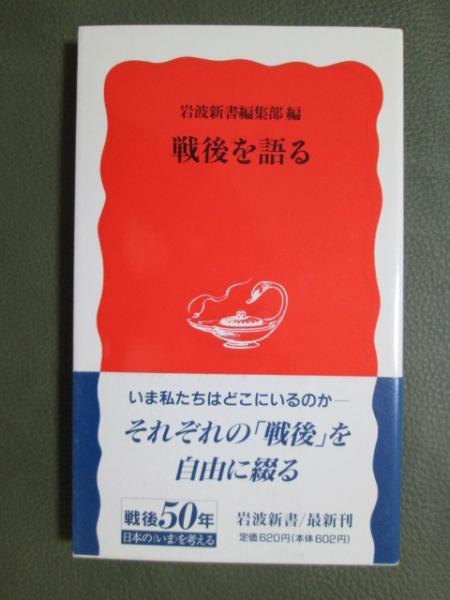 岩波新書編集部 編
戦後を語る
いま私たちはどこにいるのか―
それぞれの「戦後」を
自由に綴る
戦後50年
日本の〈いま〉を考える
岩波新書/最新刊
定価620円(本体602円)